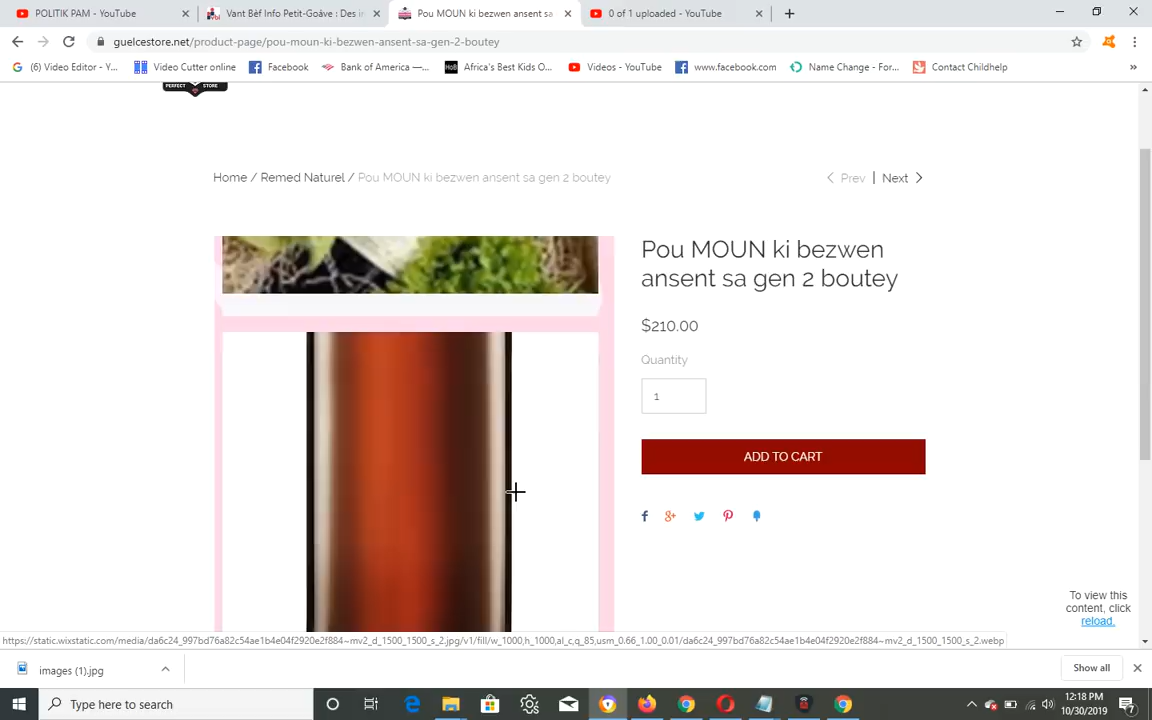 POLITIK PAM - YouTube
Vant Bèf Info Petit-Goâve : Des i
Pou MOUN ki bezwen ansent sa
0 of 1 uploaded - YouTube
guelcestore.net/product-page/pou-moun-ki-bezwen-ansent-sa-gen-2-boutey
(6) Video Editor - Y...
Video Cutter online
Facebook
Bank of America —...
Africa's Best Kids O...
Videos - YouTube
www.facebook.com
Name Change - For...
Contact Childhelp
PERFECT STORE
Home / Remed Naturel / Pou MOUN ki bezwen ansent sa gen 2 boutey
Prev | Next
Pou MOUN ki bezwen
ansent sa gen 2 boutey
$210.00
Quantity
1
ADD TO CART
To view this
content, click
reload.
https://static.wixstatic.com/media/da6c24_997bd76a82c54ae1b4e04f2920e2f884~mv2_d_1500_1500_s_2.jpg/v1/fill/w_1000,h_1000,al_c,q_85,usm_0.66_1.00_0.01/da6c24_997bd76a82c54ae1b4e04f2920e2f884~mv2_d_1500_1500_s_2.webp
images (1).jpg
Show all
Type here to search
12:18 PM
10/30/2019
7